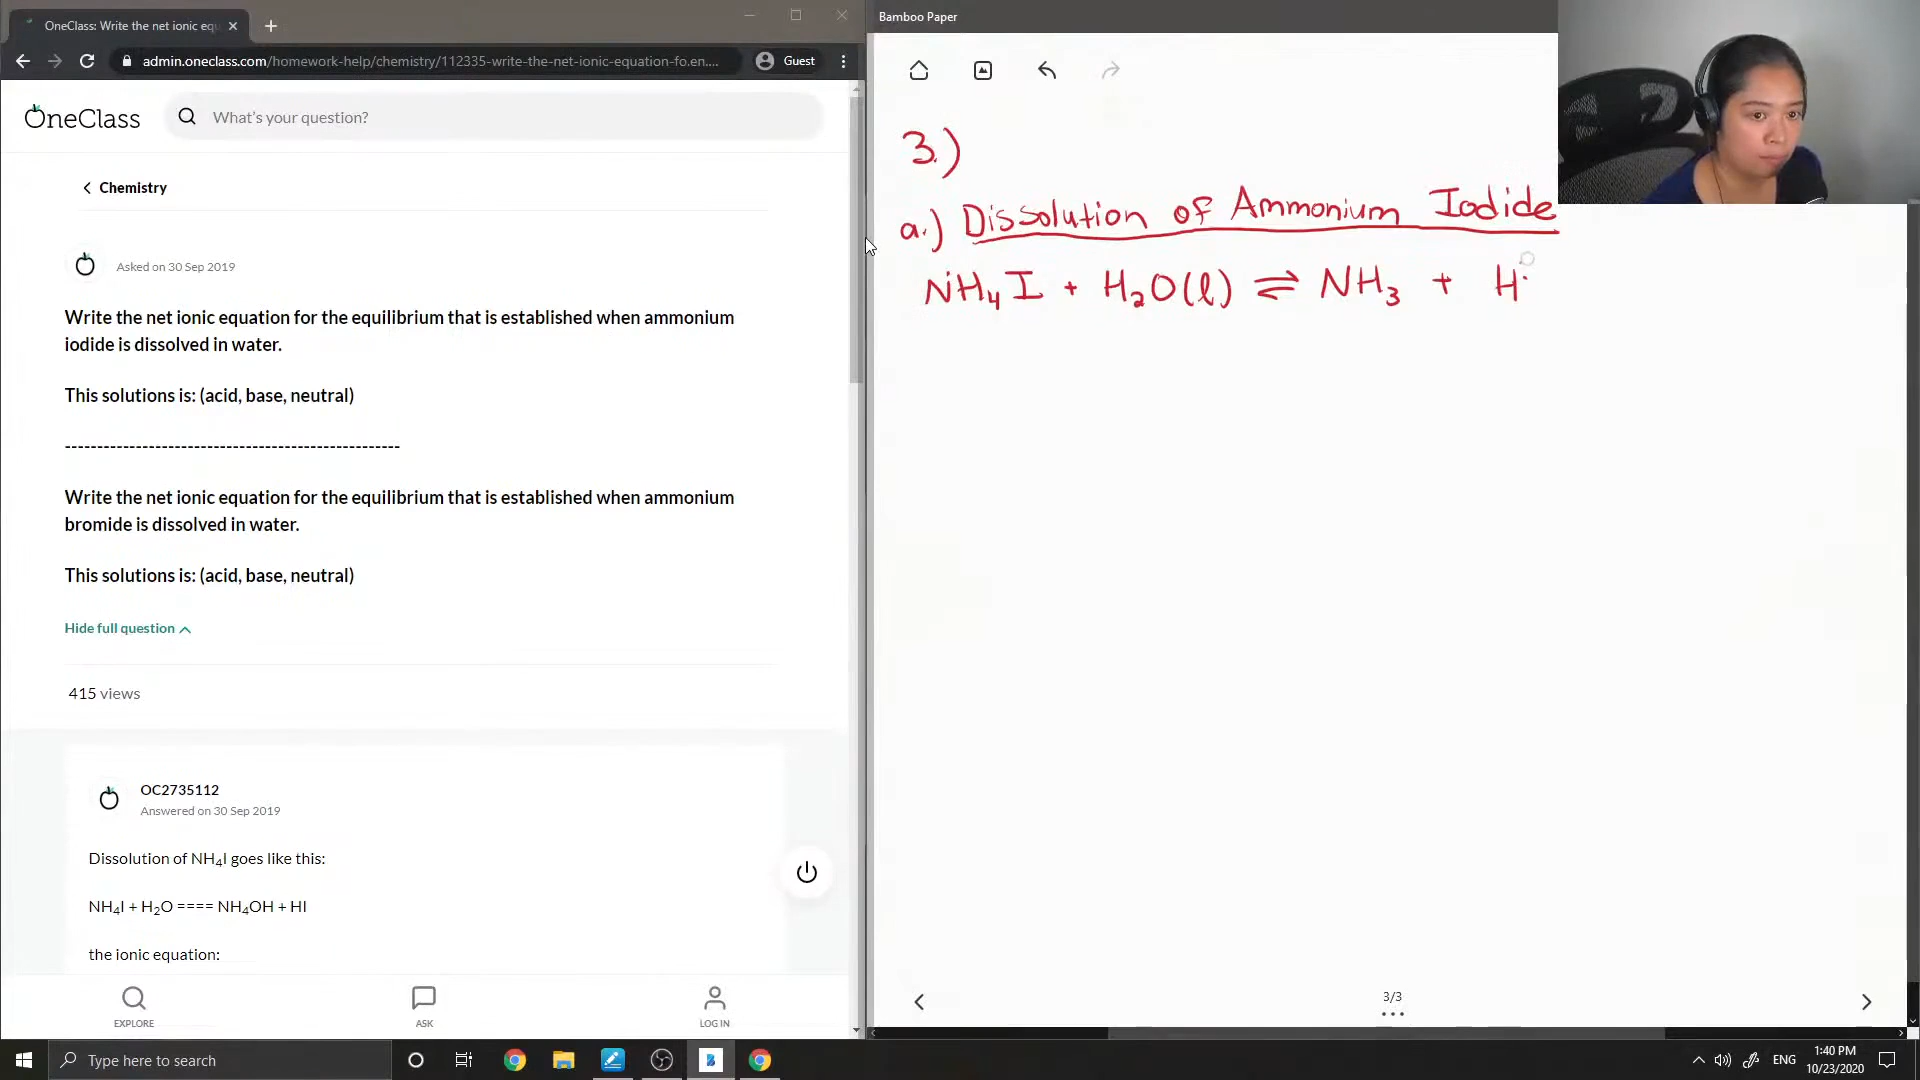 OneClass: Write the net ionic equ
admin.oneclass.com/homework-help/chemistry/112335-write-the-net-ionic-equation-fo.en....
Guest
OneClass
What's your question?
Chemistry
Asked on 30 Sep 2019
Write the net ionic equation for the equilibrium that is established when ammonium
iodide is dissolved in water.
This solutions is: (acid, base, neutral)
----------------------------------------------------
Write the net ionic equation for the equilibrium that is established when ammonium
bromide is dissolved in water.
This solutions is: (acid, base, neutral)
Hide full question
415 views
OC2735112
Answered on 30 Sep 2019
Dissolution of NH₄I goes like this:
NH₄I + H₂O ==== NH₄OH + HI
the ionic equation:
EXPLORE
ASK
LOG IN
Bamboo Paper
3.)
a.) Dissolution of Ammonium Iodide
NH₄I + H₂O(l) ⇌ NH₃ + H
3/3
Type here to search
ENG
1:40 PM
10/23/2020